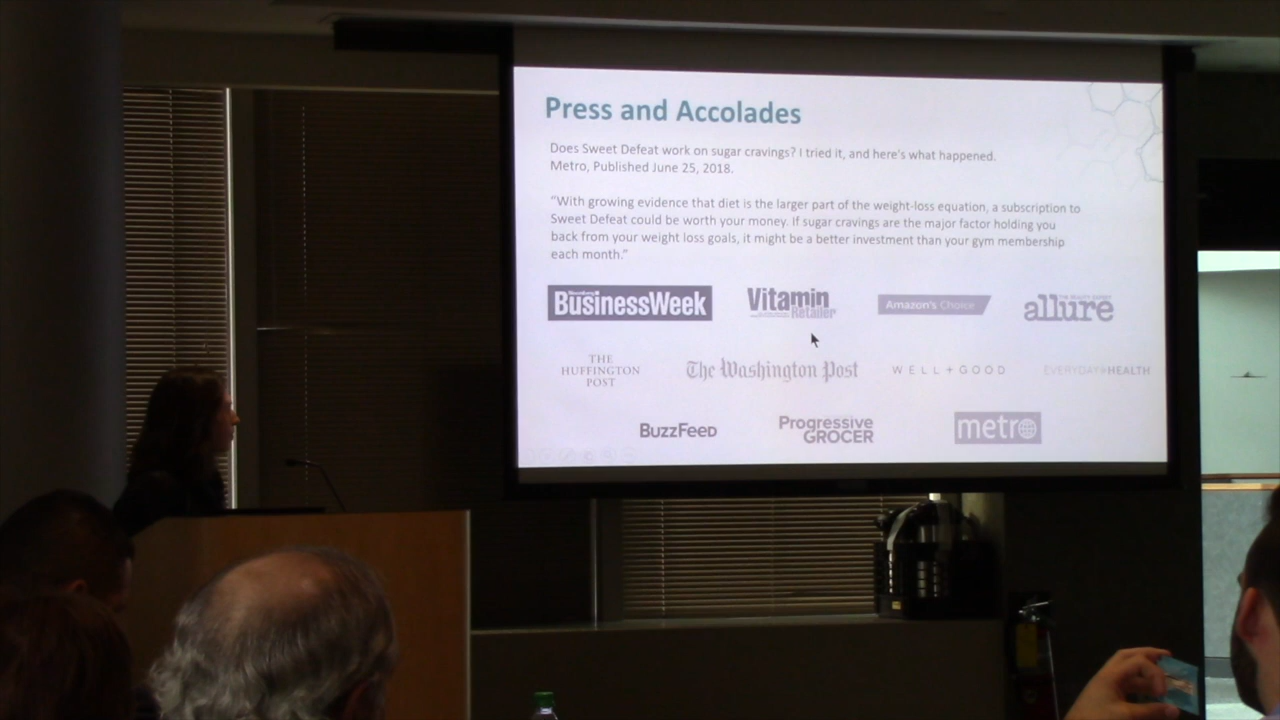 Press and Accolades
Does Sweet Defeat work on sugar cravings? I tried it, and here's what happened.
Metro, Published June 25, 2018.
"With growing evidence that diet is the larger part of the weight-loss equation, a subscription to
Sweet Defeat could be worth your money. If sugar cravings are the major factor holding you
back from your weight loss goals, it might be a better investment than your gym membership
each month."
Bloomberg
BusinessWeek
Vitamin
Retailer
Amazon's Choice
allure
THE
HUFFINGTON
POST
The Washington Post
WELL+GOOD
EVERYDAY HEALTH
BuzzFeed
Progressive
GROCER
metro